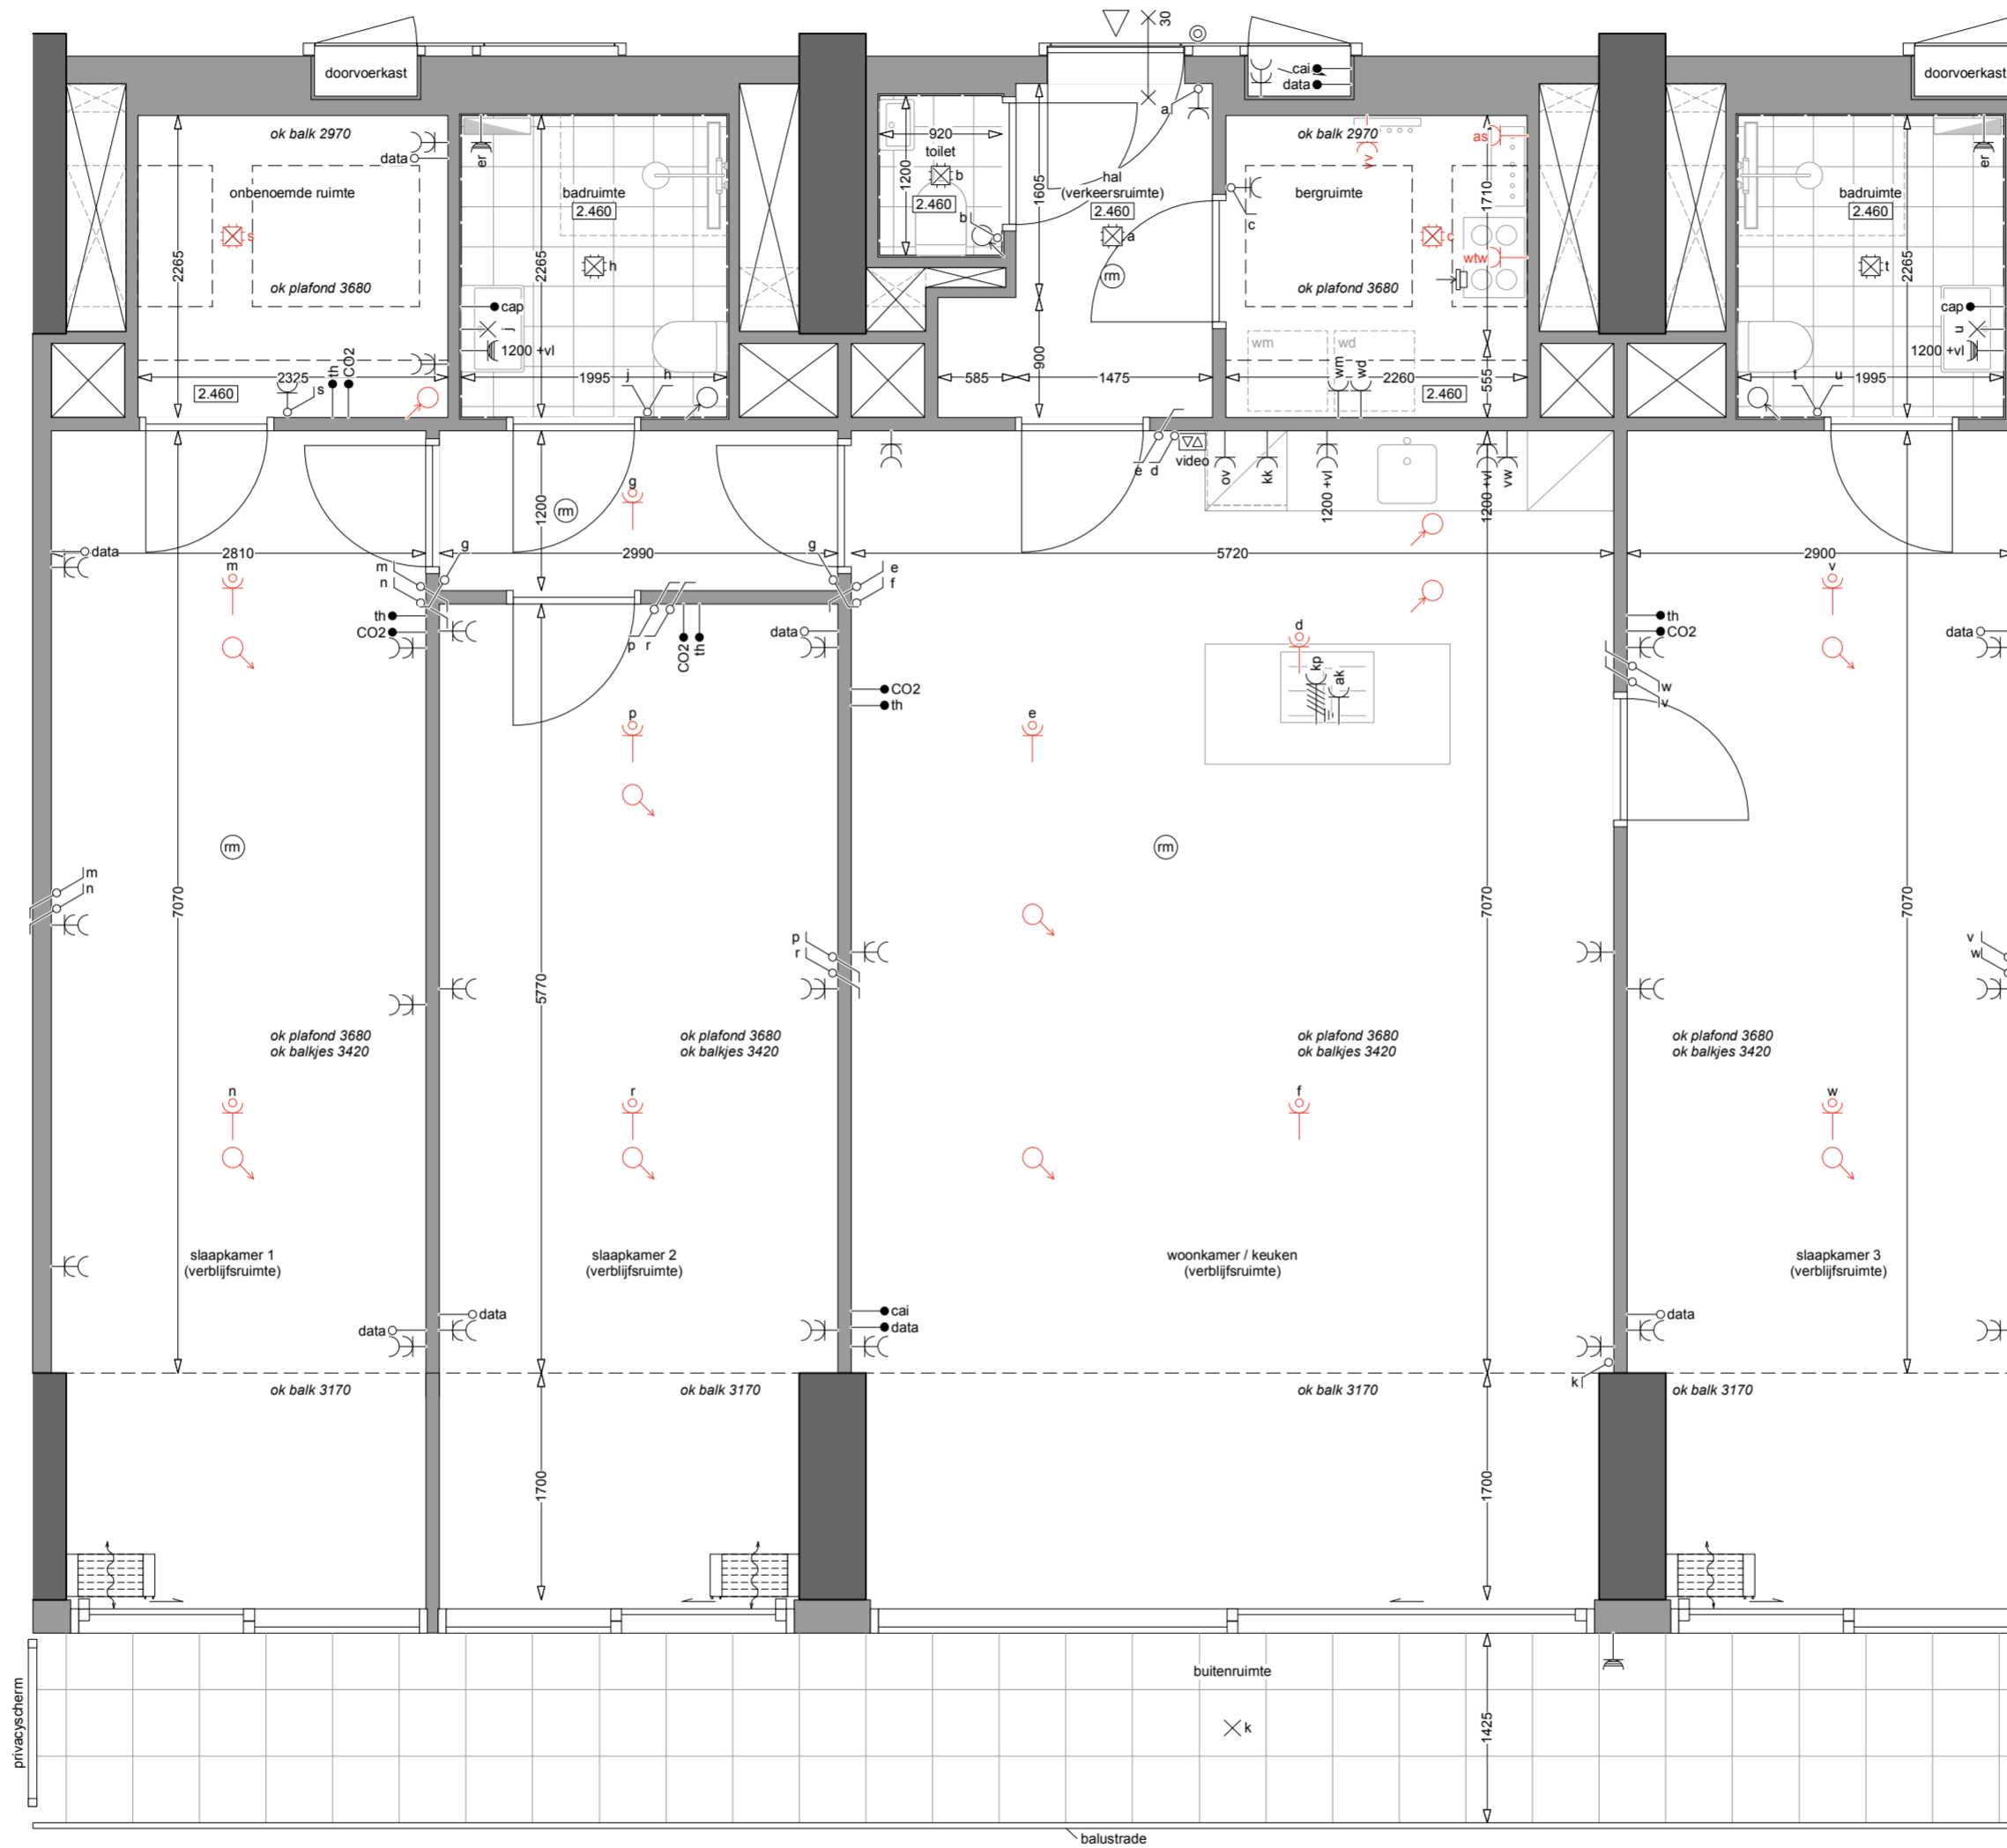 30
doorvoerkast
cai
data
doorvoerkast
ok balk 2970
data
er
a
920
toilet
b
1200
2.460
b
ok balk 2970
as
vv
er
onbenoemde ruimte
badruimte
2.460
1605
hal
(verkeersruimte)
2.460
a
rm
c
bergruimte
1710
badruimte
2.460
s
2265
2265
h
c
wtw
t
2265
ok plafond 3680
ok plafond 3680
cap
j
1200 +vl
cap
u
1200 +vl
900
wm
wd
wm
wd
th
CO2
2325
2.460
s
1995
j
h
585
1475
2260
2.460
555
1995
t
u
e
d
video
ov
kk
1200 +vl
1200 +vl
vw
g
rm
1200
data
2810
g
2990
g
5720
2900
m
m
n
e
f
v
th
CO2
p
r
CO2
th
data
d
kp
ak
th
CO2
data
w
v
CO2
th
p
e
rm
rm
m
n
7070
p
r
5770
7070
7070
v
w
ok plafond 3680
ok balkjes 3420
ok plafond 3680
ok balkjes 3420
ok plafond 3680
ok balkjes 3420
ok plafond 3680
ok balkjes 3420
n
r
f
w
slaapkamer 1
(verblijfsruimte)
slaapkamer 2
(verblijfsruimte)
woonkamer / keuken
(verblijfsruimte)
slaapkamer 3
(verblijfsruimte)
data
data
cai
data
data
k
ok balk 3170
ok balk 3170
ok balk 3170
ok balk 3170
1700
1700
privacyscherm
buitenruimte
k
1425
balustrade